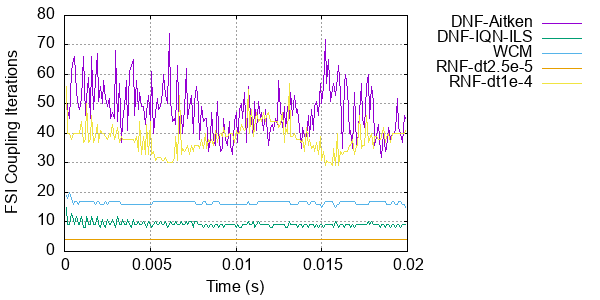 DNF-Aitken
DNF-IQN-ILS
WCM
RNF-dt2.5e-5
RNF-dt1e-4
FSI Coupling Iterations
80
70
60
50
40
30
20
10
0
0 0.005 0.01 0.015 0.02
Time (s)